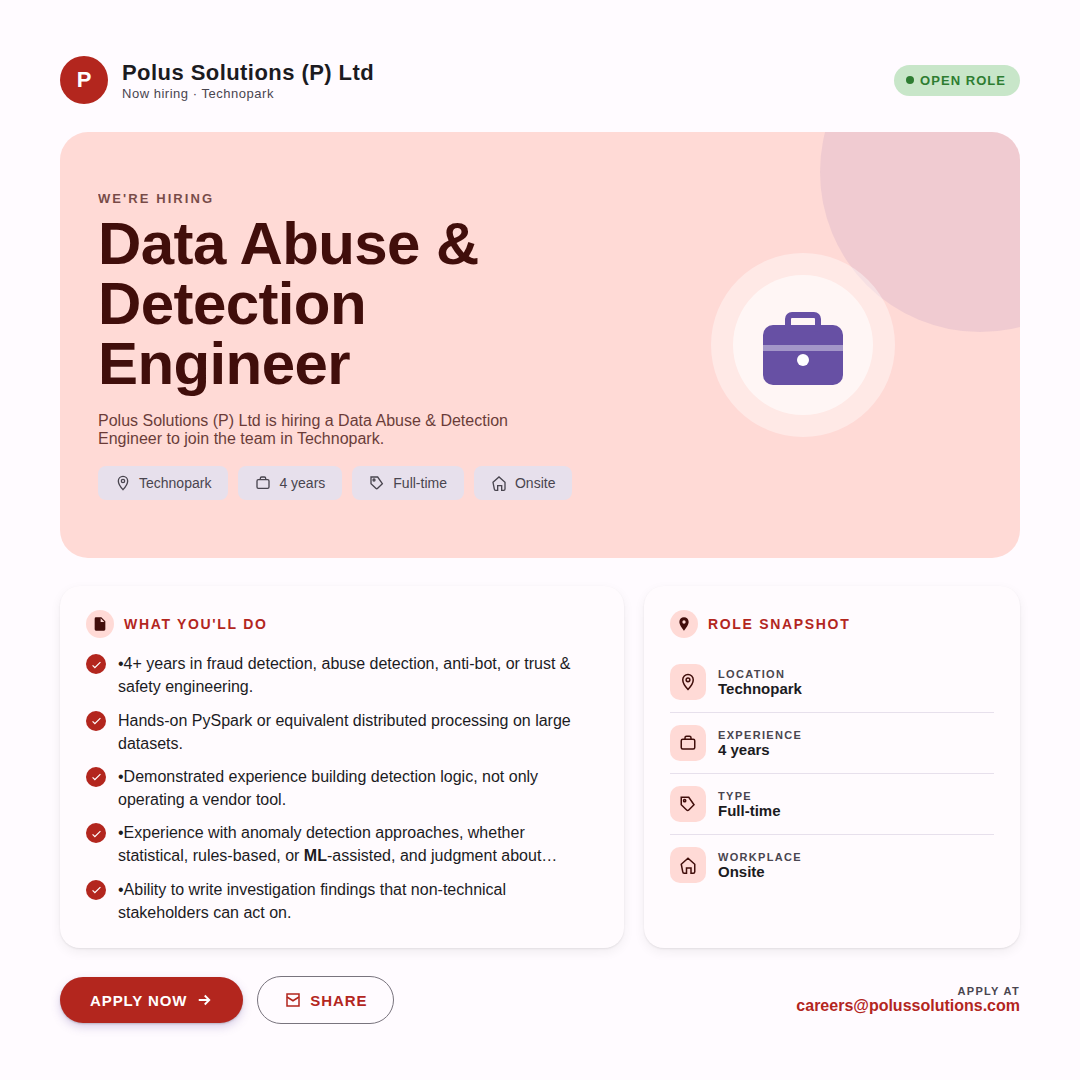 P
Polus Solutions (P) Ltd
Now hiring · Technopark
OPEN ROLE
WE'RE HIRING
Data Abuse &
Detection
Engineer
Polus Solutions (P) Ltd is hiring a Data Abuse & Detection
Engineer to join the team in Technopark.
Technopark
4 years
Full-time
Onsite
WHAT YOU'LL DO
•4+ years in fraud detection, abuse detection, anti-bot, or trust &
safety engineering.
Hands-on PySpark or equivalent distributed processing on large
datasets.
•Demonstrated experience building detection logic, not only
operating a vendor tool.
•Experience with anomaly detection approaches, whether
statistical, rules-based, or ML-assisted, and judgment about…
•Ability to write investigation findings that non-technical
stakeholders can act on.
ROLE SNAPSHOT
LOCATION
Technopark
EXPERIENCE
4 years
TYPE
Full-time
WORKPLACE
Onsite
APPLY NOW
SHARE
APPLY AT
careers@polussolutions.com